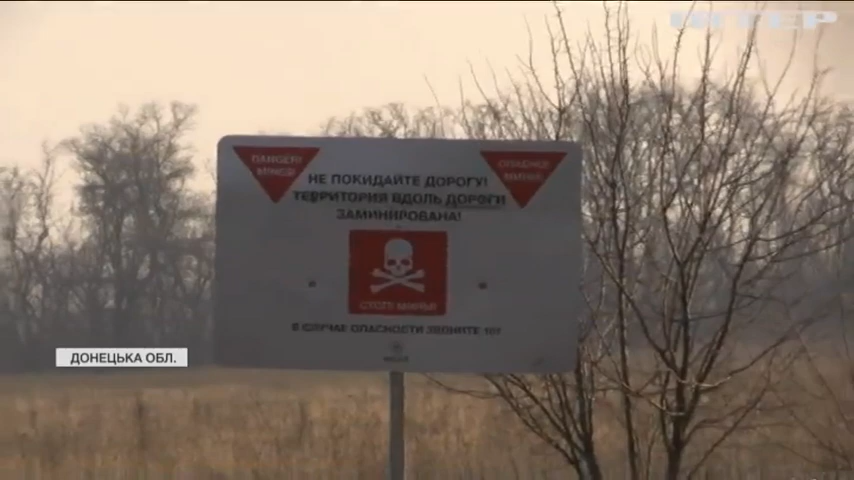 ІНТЕР
DANGER!
MINES!
ОПАСНО!
МИНЫ!
НЕ ПОКИДАЙТЕ ДОРОГУ!
ТЕРРИТОРИЯ ВДОЛЬ ДОРОГИ
ЗАМИНИРОВАНА!
СТОП! МИНЫ!
В СЛУЧАЕ ОПАСНОСТИ ЗВОНИТЕ 101
ДОНЕЦЬКА ОБЛ.